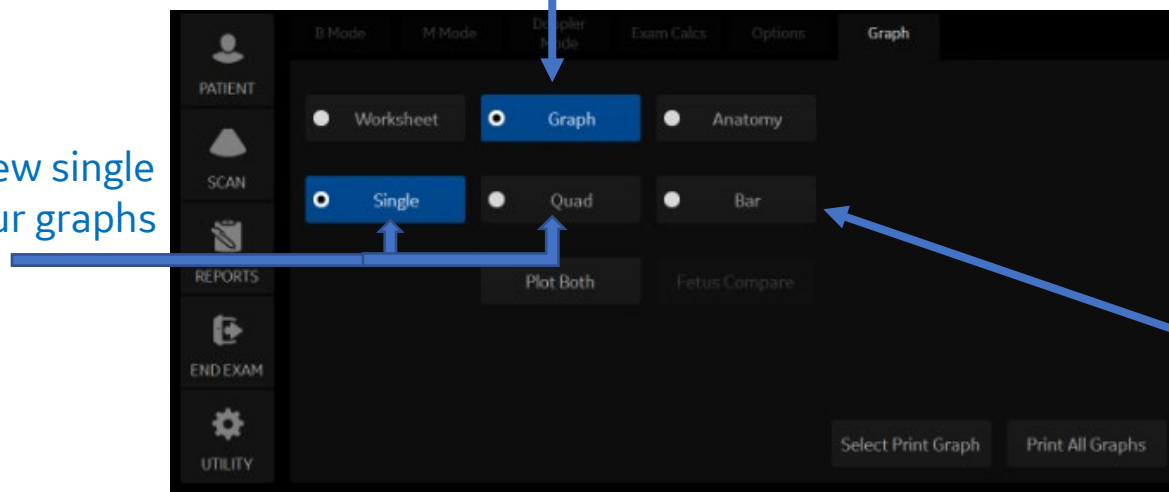 B Mode
M Mode
Doppler
Mode
Exam Calcs
Options
Graph
PATIENT
Worksheet
Graph
Anatomy
SCAN
Single
Quad
Bar
ew single
ur graphs
REPORTS
Plot Both
Fetus Compare
END EXAM
UTILITY
Select Print Graph
Print All Graphs